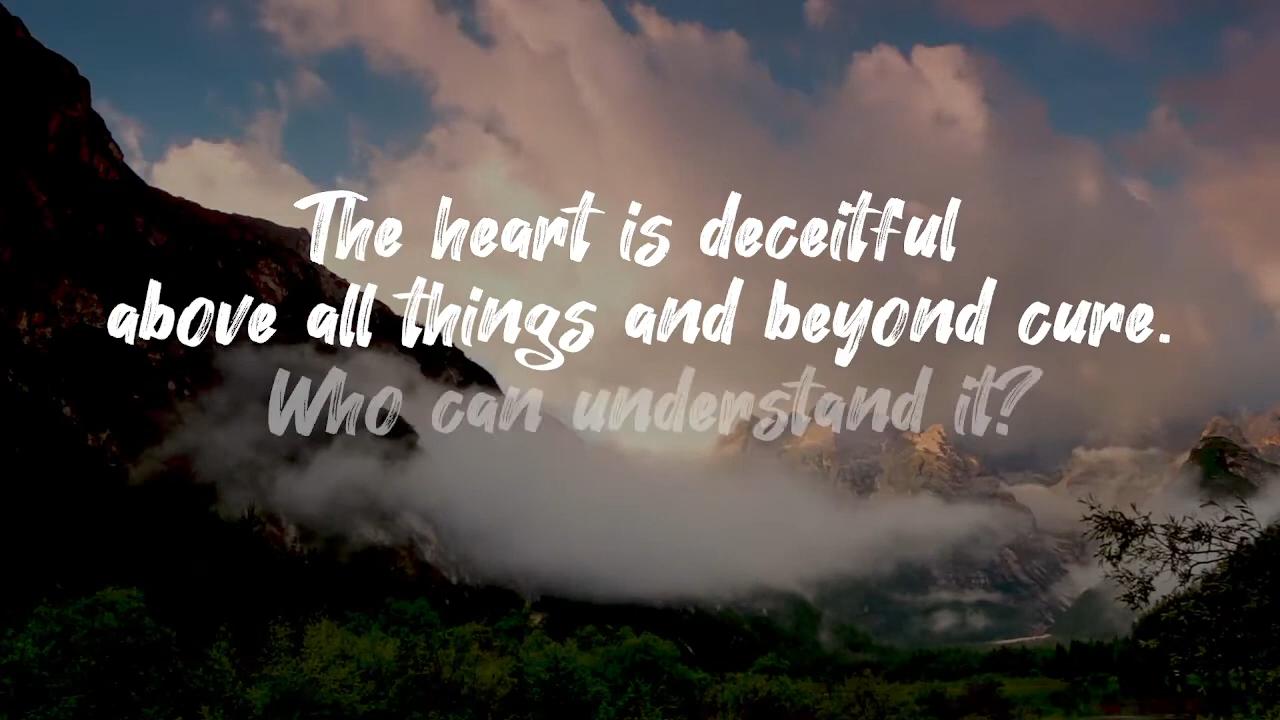 The heart is deceitful
above all things and beyond cure.
Who can understand it?